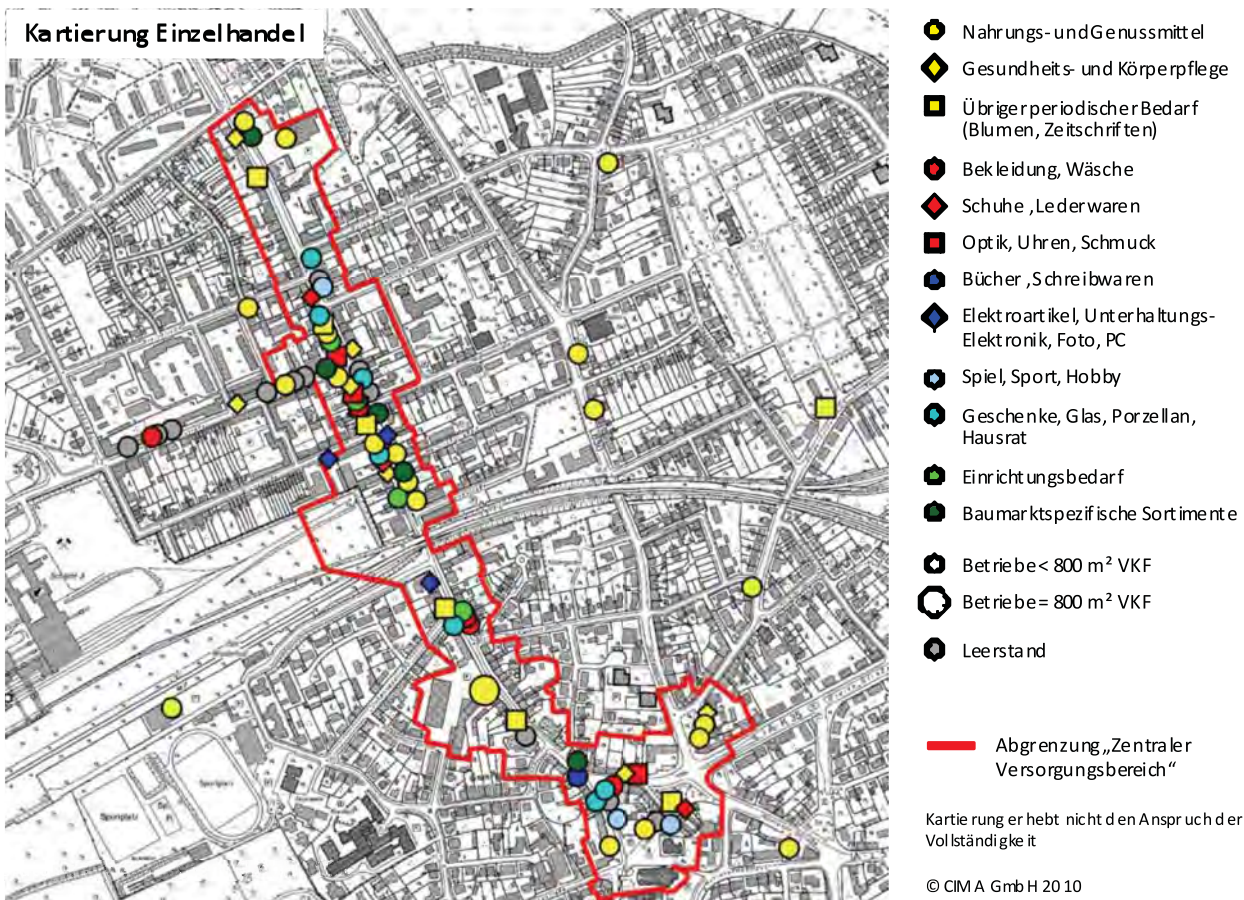 Kartierung Einzelhandel
Nahrungs- und Genussmittel
Gesundheits- und Körperpflege
Übriger periodischer Bedarf
(Blumen, Zeitschriften)
Bekleidung, Wäsche
Schuhe ,Lederwaren
Optik, Uhren, Schmuck
Bücher ,Schreibwaren
Elektroartikel, Unterhaltungs-
Elektronik, Foto, PC
Spiel, Sport, Hobby
Geschenke, Glas, Porzellan,
Hausrat
Einrichtungsbedarf
Baumarktspezifische Sortimente
Betriebe < 800 m² VKF
Betriebe = 800 m² VKF
Leerstand
Abgrenzung „Zentraler
Versorgungsbereich“
Kartierung erhebt nicht den Anspruch der
Vollständigkeit
© CIMA GmbH 2010
Sportplatz
Sportplatz